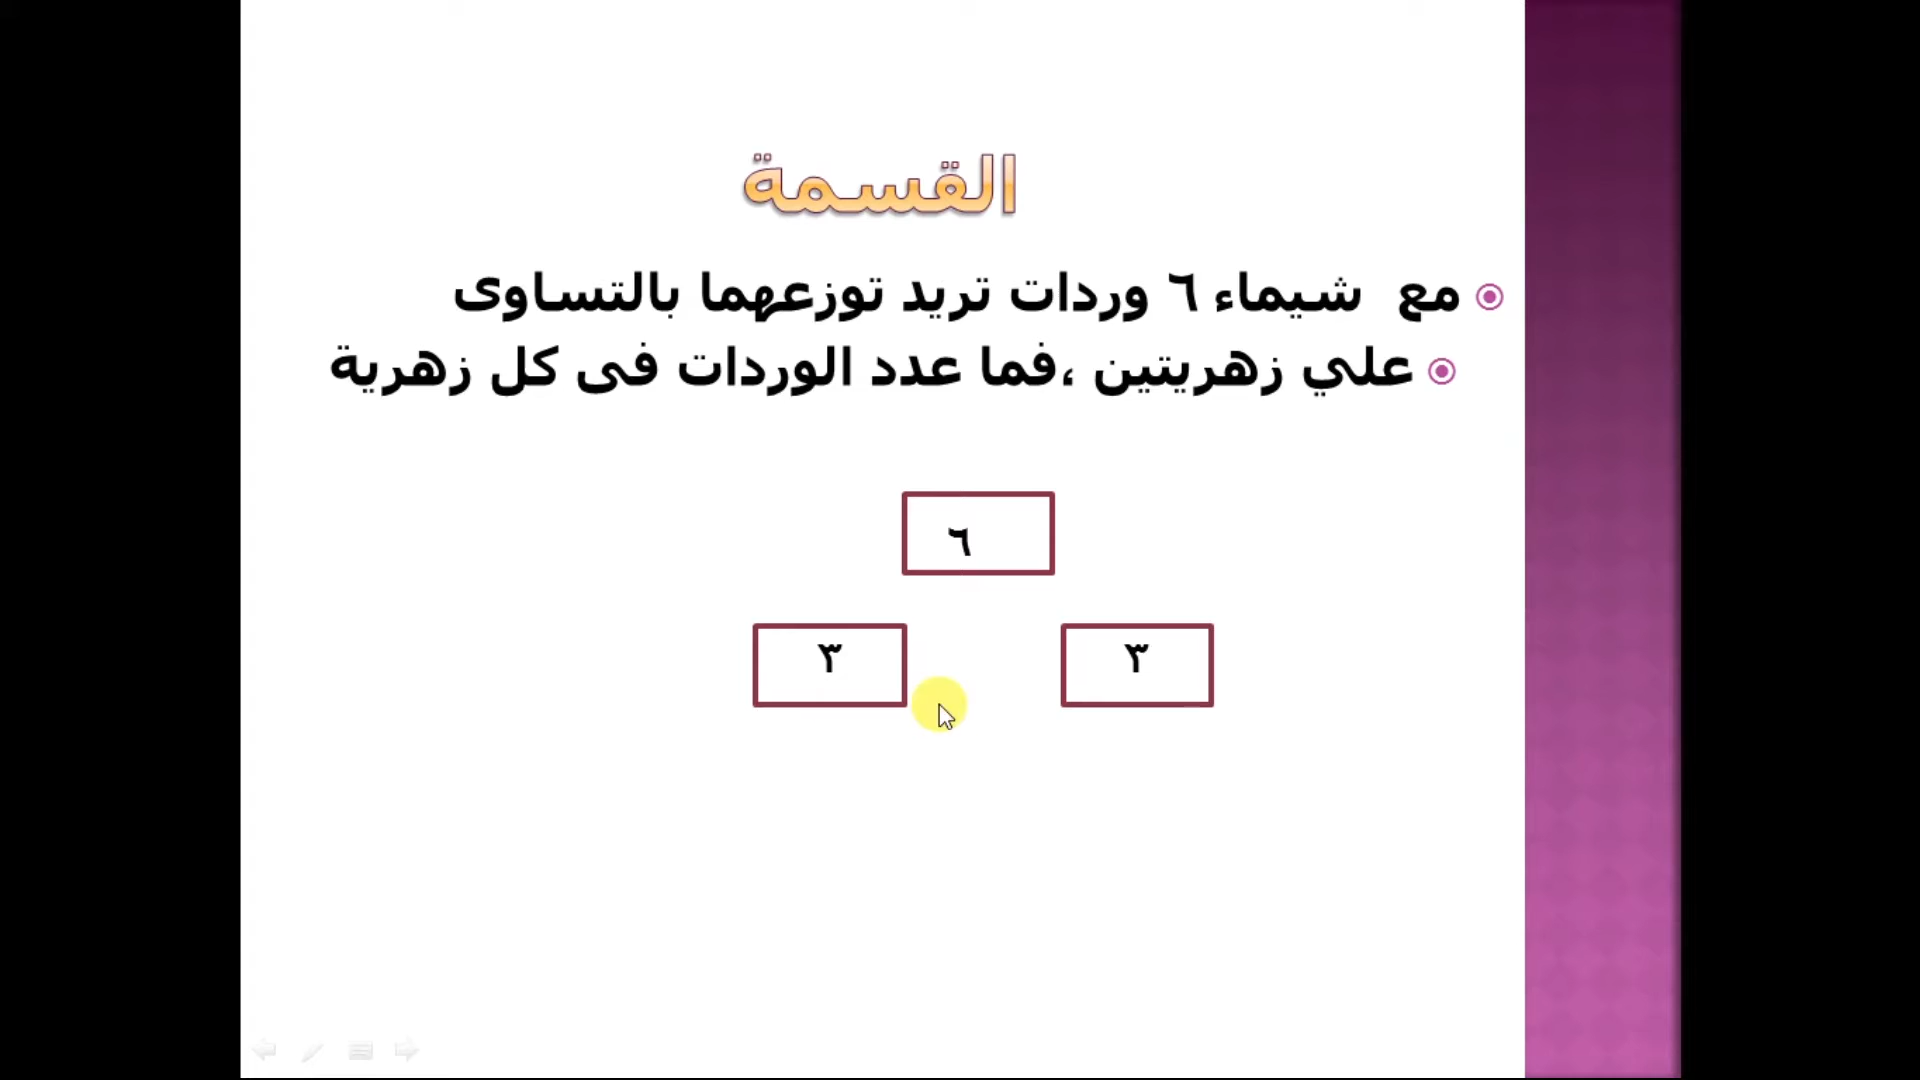 القسمة
مع شيماء ٦ وردات تريد توزعهما بالتساوى
علي زهريتين ،فما عدد الوردات فى كل زهرية
٦
٣ ٣